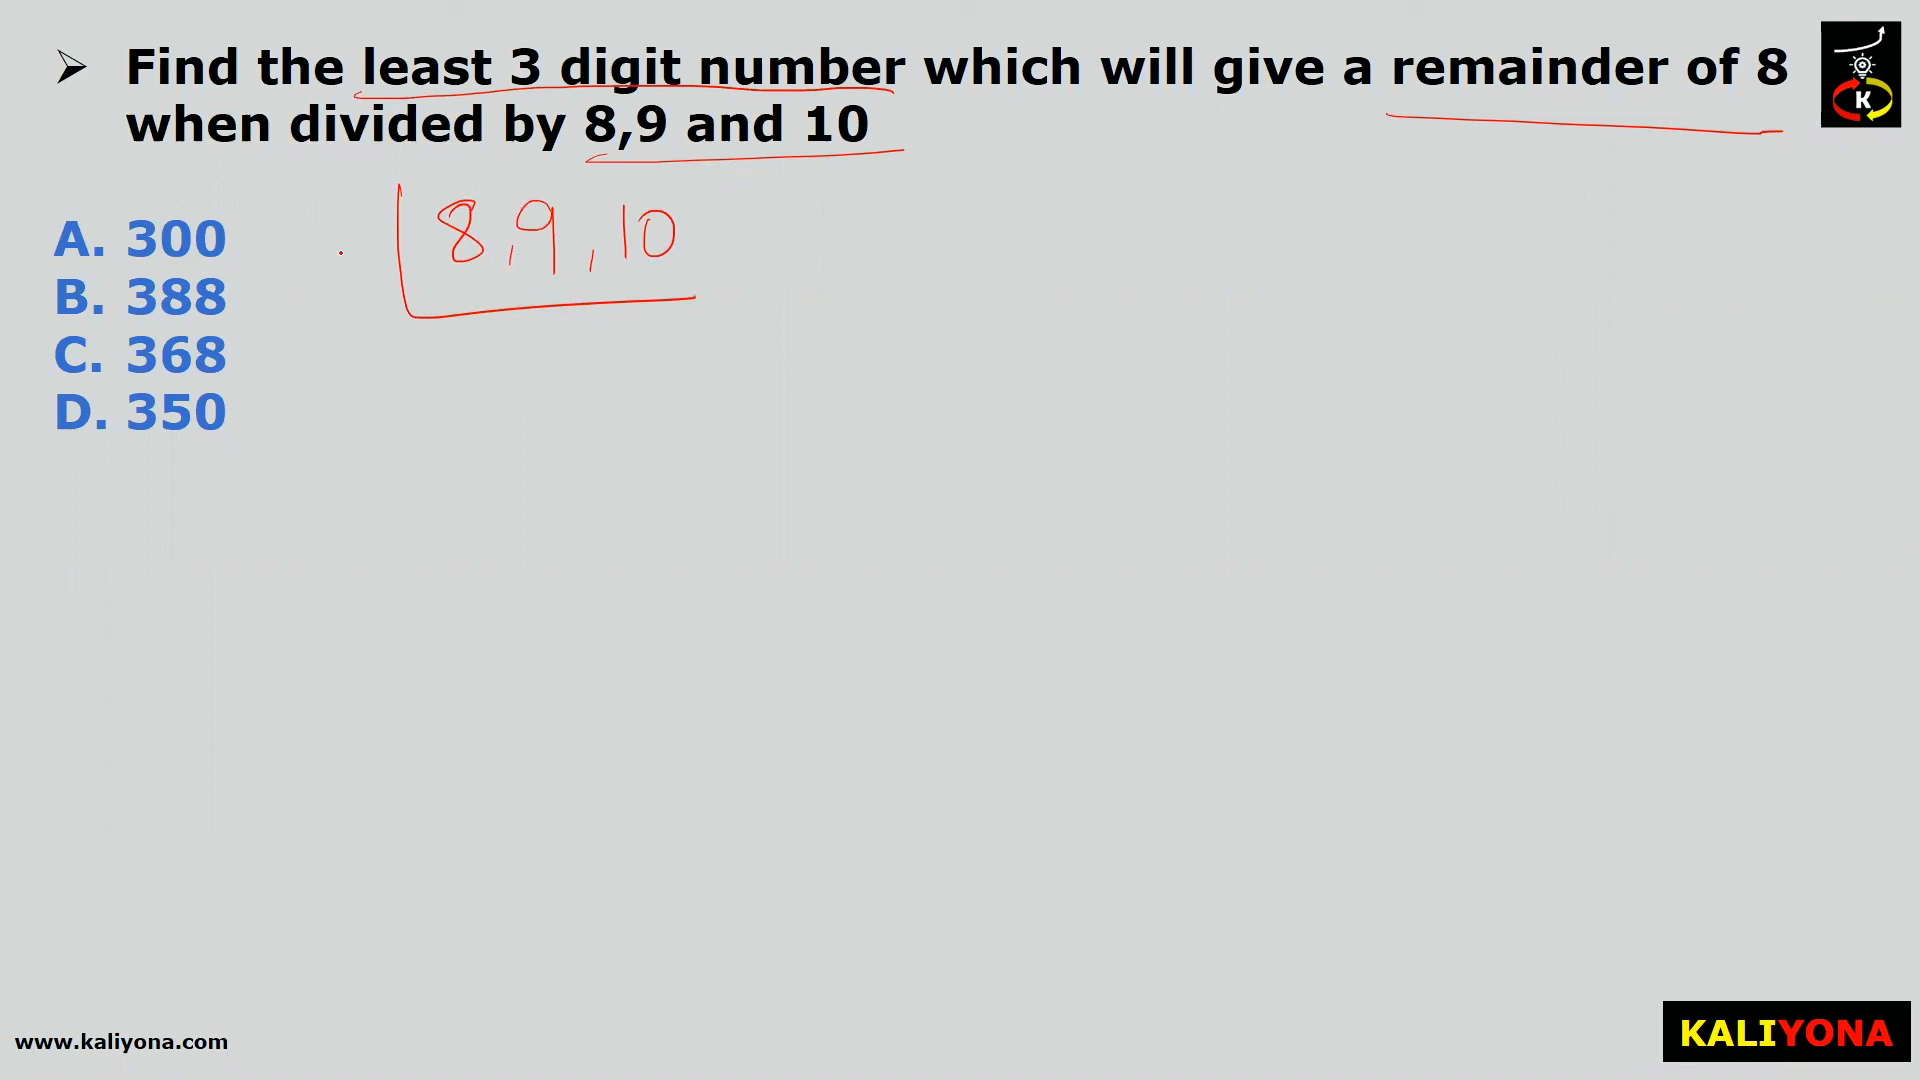 Find the least 3 digit number which will give a remainder of 8
when divided by 8,9 and 10
8,9,10
A. 300
B. 388
C. 368
D. 350
K
www.kaliyona.com
KALIYONA